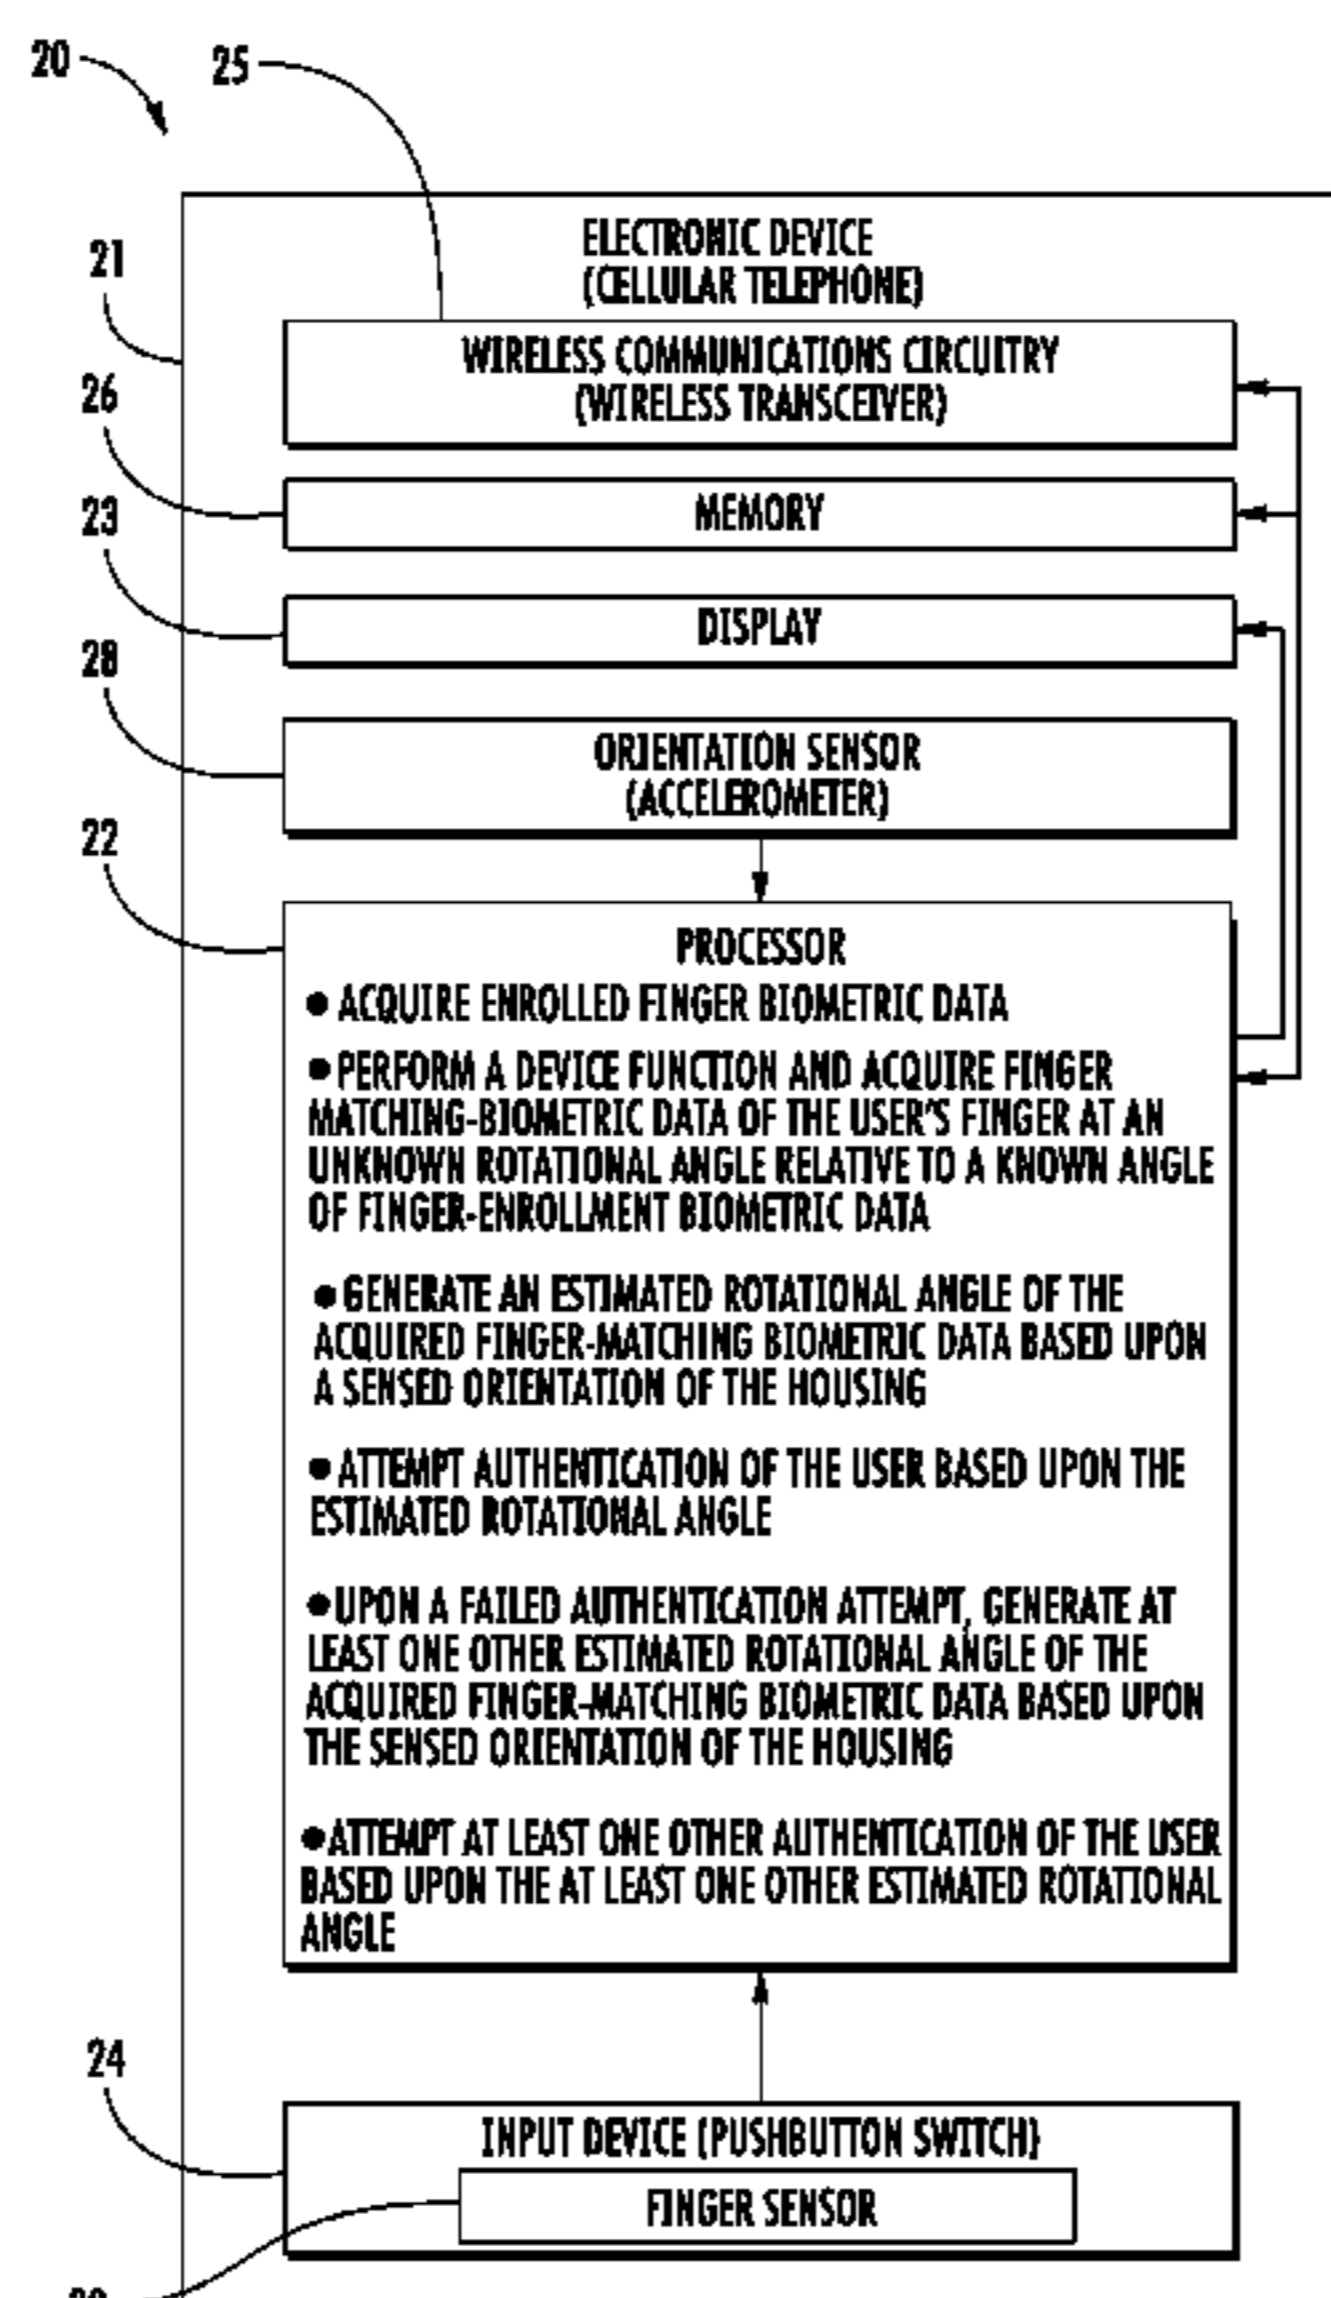 20
25
ELECTRONIC DEVICE
(CELLULAR TELEPHONE)
21
WIRELESS COMMUNICATIONS CIRCUITRY
(WIRELESS TRANSCEIVER)
26
MEMORY
23
DISPLAY
28
ORIENTATION SENSOR
(ACCELEROMETER)
22
PROCESSOR
● ACQUIRE ENROLLED FINGER BIOMETRIC DATA
● PERFORM A DEVICE FUNCTION AND ACQUIRE FINGER
MATCHING-BIOMETRIC DATA OF THE USER'S FINGER AT AN
UNKNOWN ROTATIONAL ANGLE RELATIVE TO A KNOWN ANGLE
OF FINGER-ENROLLMENT BIOMETRIC DATA
● GENERATE AN ESTIMATED ROTATIONAL ANGLE OF THE
ACQUIRED FINGER-MATCHING BIOMETRIC DATA BASED UPON
A SENSED ORIENTATION OF THE HOUSING
● ATTEMPT AUTHENTICATION OF THE USER BASED UPON THE
ESTIMATED ROTATIONAL ANGLE
● UPON A FAILED AUTHENTICATION ATTEMPT, GENERATE AT
LEAST ONE OTHER ESTIMATED ROTATIONAL ANGLE OF THE
ACQUIRED FINGER-MATCHING BIOMETRIC DATA BASED UPON
THE SENSED ORIENTATION OF THE HOUSING
● ATTEMPT AT LEAST ONE OTHER AUTHENTICATION OF THE USER
BASED UPON THE AT LEAST ONE OTHER ESTIMATED ROTATIONAL
ANGLE
24
INPUT DEVICE (PUSHBUTTON SWITCH)
FINGER SENSOR